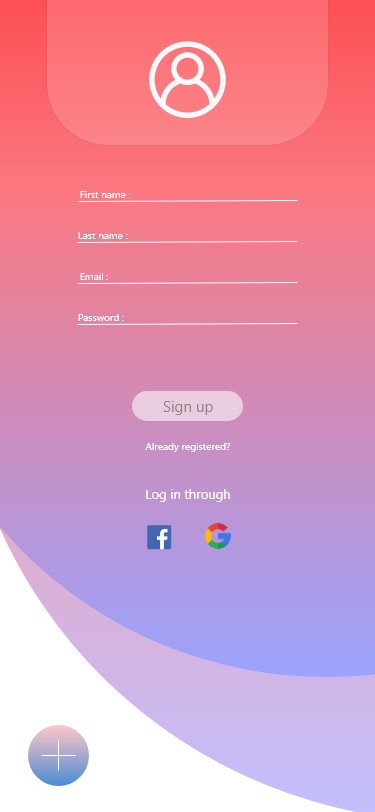 First name :
Last name :
Email :
Password :
Sign up
Already registered?
Log in through